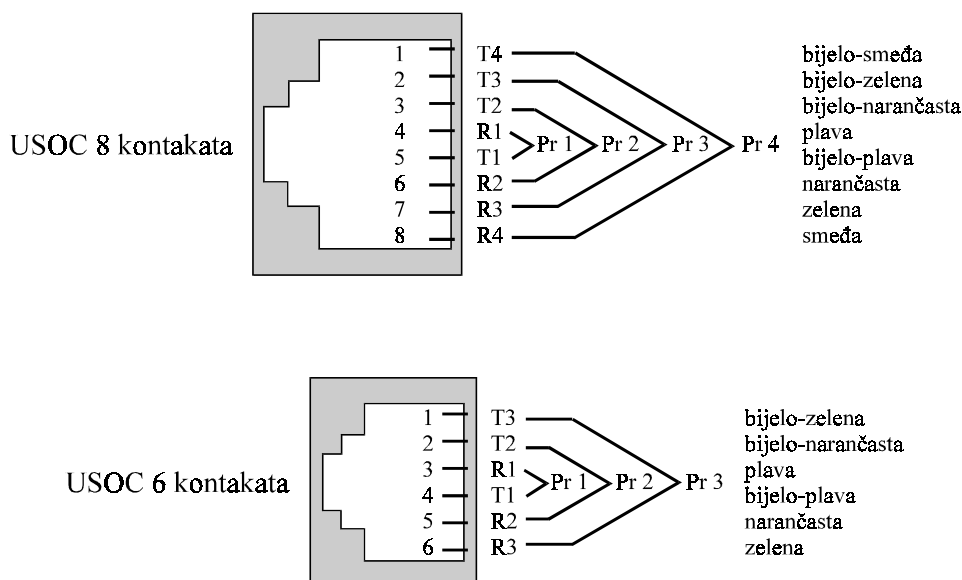 1 T4 bijelo-smeđa
2 T3 bijelo-zelena
3 T2 bijelo-narančasta
USOC 8 kontakata 4 R1 Pr 1 Pr 2 Pr 3 Pr 4 plava
5 T1 bijelo-plava
6 R2 narančasta
7 R3 zelena
8 R4 smeđa
1 T3 bijelo-zelena
2 T2 bijelo-narančasta
USOC 6 kontakata 3 R1 Pr 1 Pr 2 Pr 3 plava
4 T1 bijelo-plava
5 R2 narančasta
6 R3 zelena